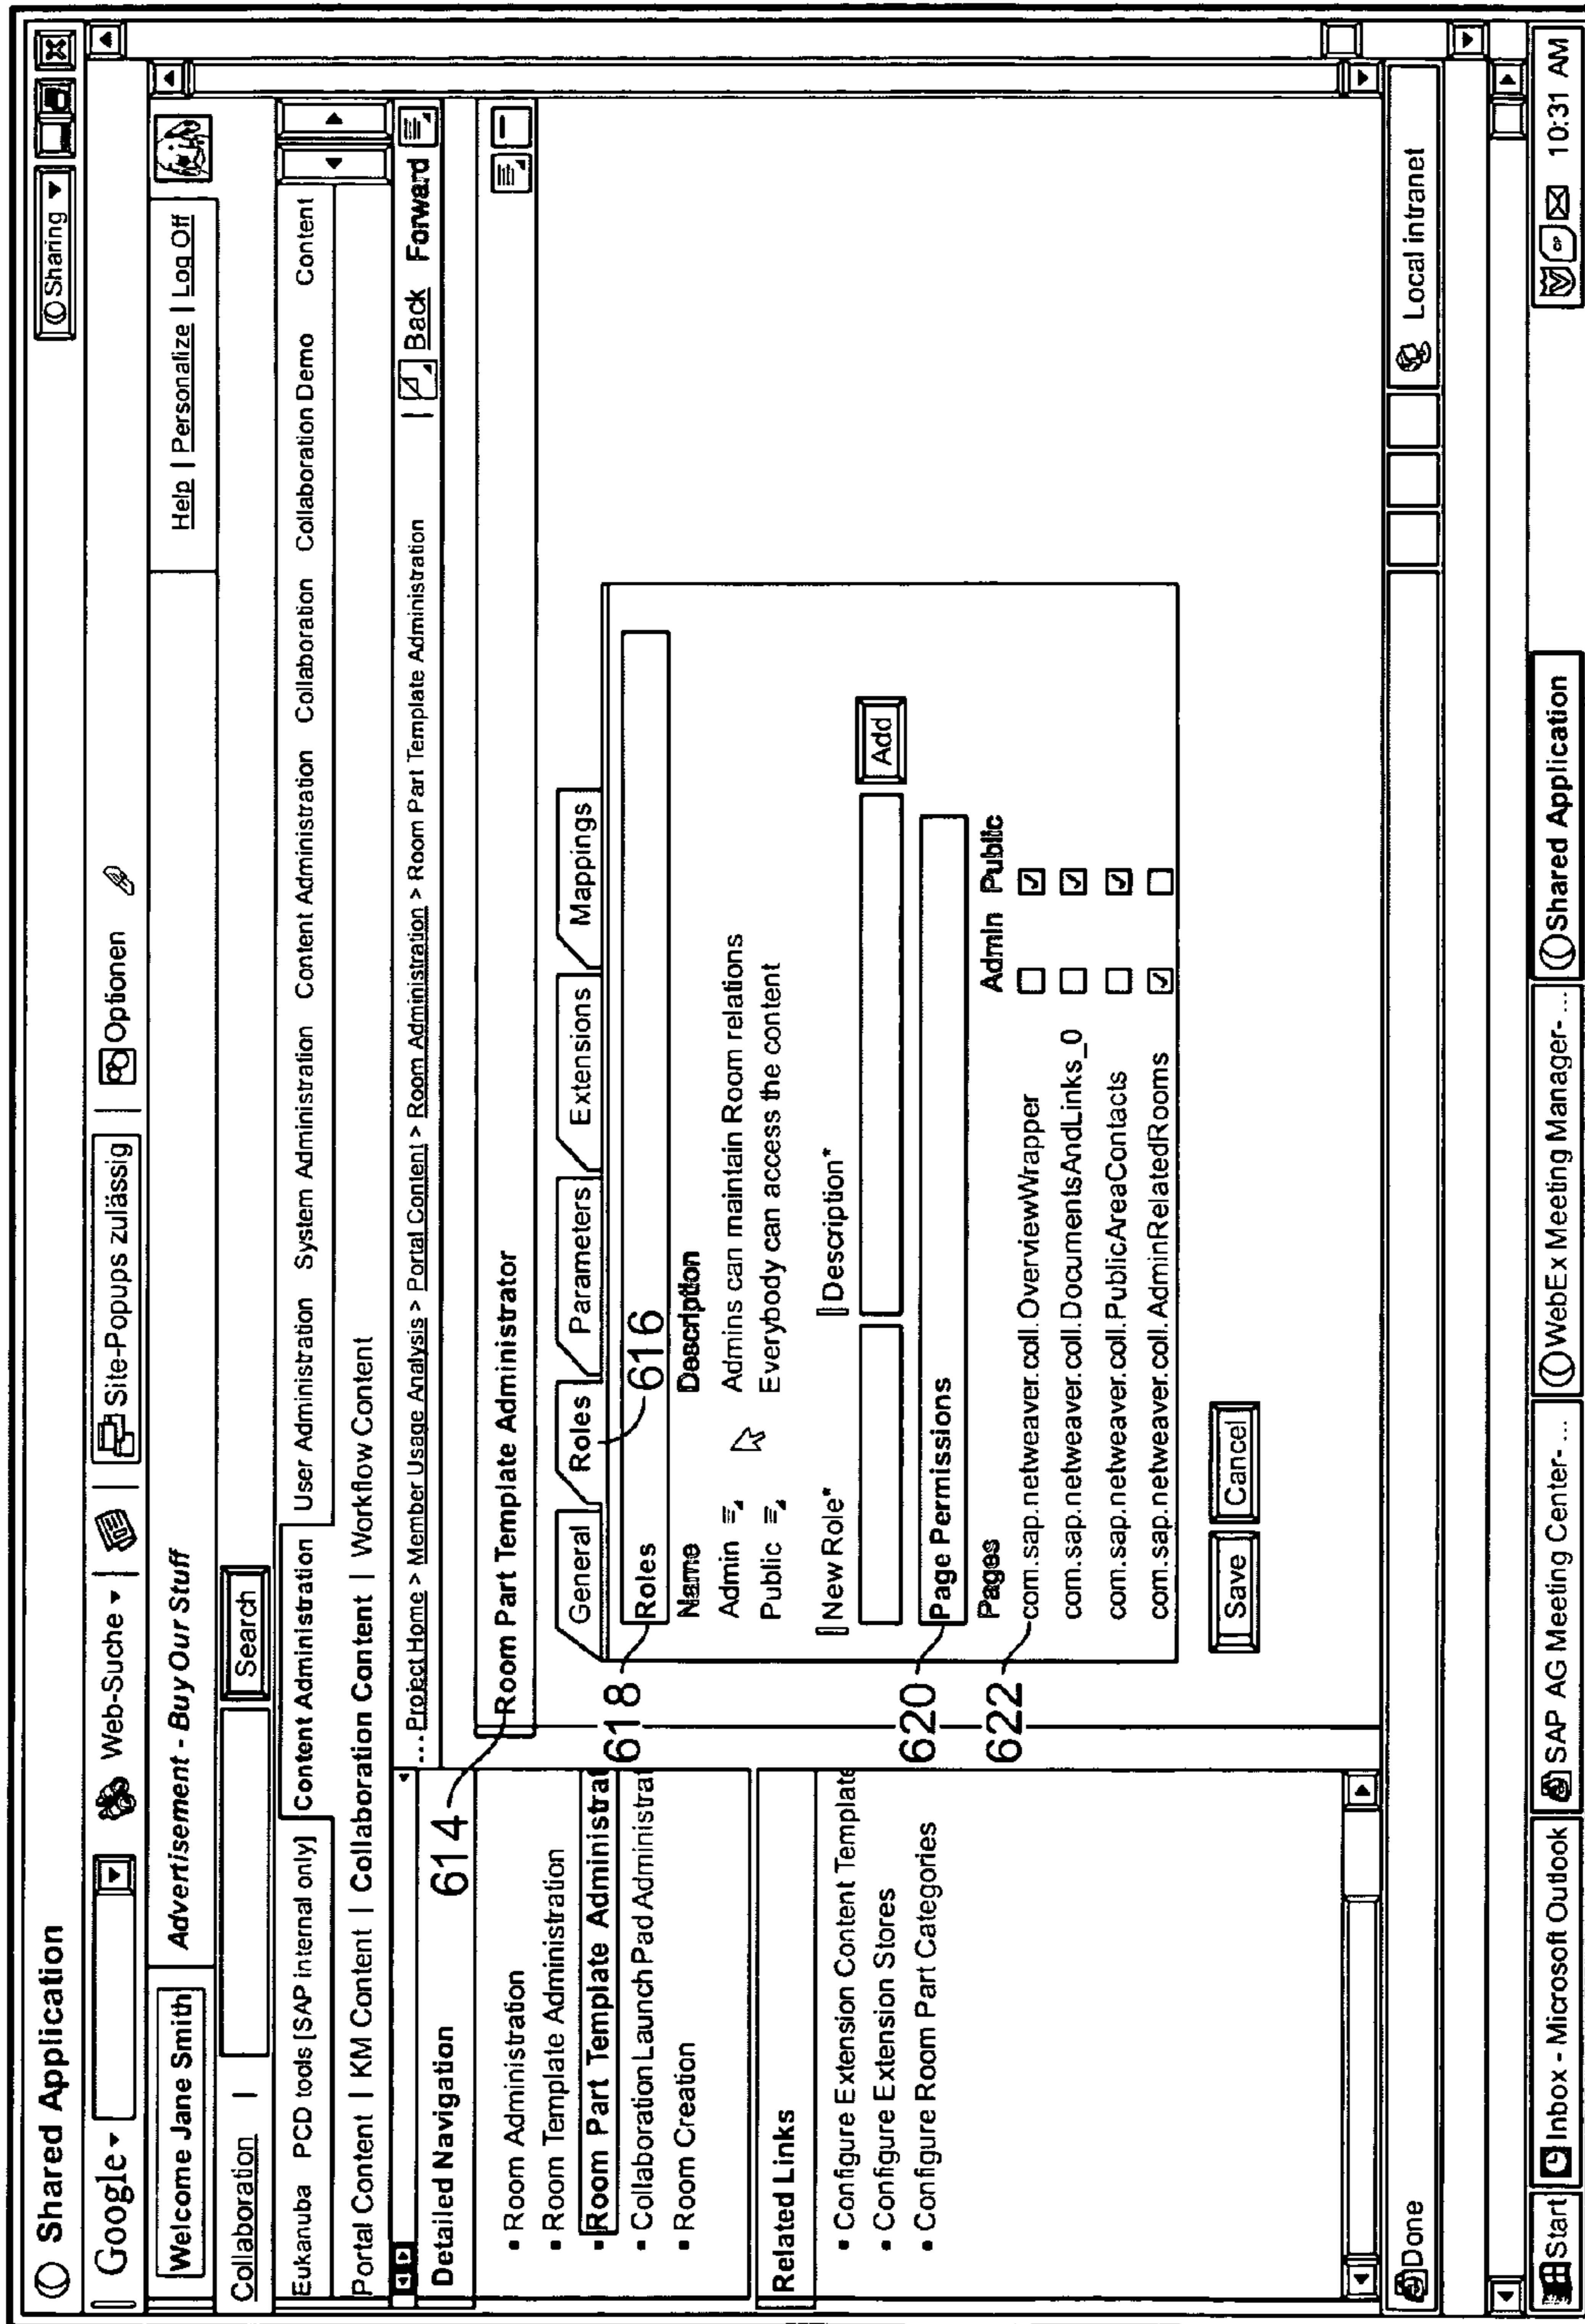 Shared Application
Sharing
Google Web-Suche Site-Popups zulässig Optionen
Welcome Jane Smith Advertisement - Buy Our Stuff Help | Personalize | Log Off
Collaboration | Search
Eukanuba PCD tools [SAP internal only] Content Administration User Administration System Administration Content Administration Collaboration Collaboration Demo Content
Portal Content | KM Content | Collaboration Content | Workflow Content
... Project Home > Member Usage Analysis > Portal Content > Room Administration > Room Part Template Administration | Back Forward
Detailed Navigation
614
• Room Administration
• Room Template Administration
• Room Part Template Administrat
• Collaboration Launch Pad Administrat
• Room Creation
Related Links
• Configure Extension Content Template
• Configure Extension Stores
• Configure Room Part Categories
Room Part Template Administrator
General Roles Parameters Extensions Mappings
618
Roles
616
Name Description
Admin Admins can maintain Room relations
Public Everybody can access the content
New Role* Description*
Add
620
Page Permissions
622
Pages Admin Public
com.sap.netweaver.coll.OverviewWrapper
com.sap.netweaver.coll.DocumentsAndLinks_0
com.sap.netweaver.coll.PublicAreaContacts
com.sap.netweaver.coll.AdminRelatedRooms
Save Cancel
Done Local intranet
Start Inbox - Microsoft Outlook SAP AG Meeting Center- ... WebEx Meeting Manager- ... Shared Application CP 10:31 AM